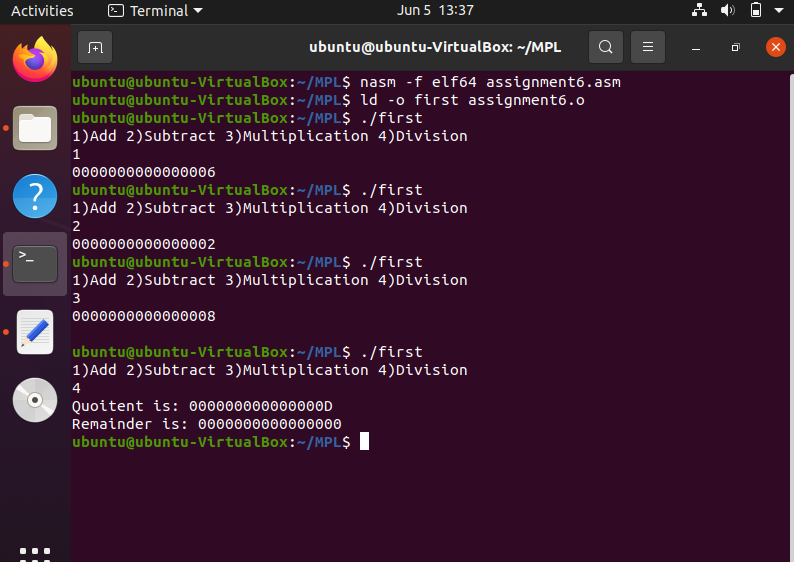 Activities
Terminal
Jun 5 13:37
ubuntu@ubuntu-VirtualBox: ~/MPL
ubuntu@ubuntu-VirtualBox:~/MPL$ nasm -f elf64 assignment6.asm
ubuntu@ubuntu-VirtualBox:~/MPL$ ld -o first assignment6.o
ubuntu@ubuntu-VirtualBox:~/MPL$ ./first
1)Add 2)Subtract 3)Multiplication 4)Division
1
0000000000000006
ubuntu@ubuntu-VirtualBox:~/MPL$ ./first
1)Add 2)Subtract 3)Multiplication 4)Division
2
0000000000000002
ubuntu@ubuntu-VirtualBox:~/MPL$ ./first
1)Add 2)Subtract 3)Multiplication 4)Division
3
0000000000000008
ubuntu@ubuntu-VirtualBox:~/MPL$ ./first
1)Add 2)Subtract 3)Multiplication 4)Division
4
Quoitent is: 000000000000000D
Remainder is: 0000000000000000
ubuntu@ubuntu-VirtualBox:~/MPL$